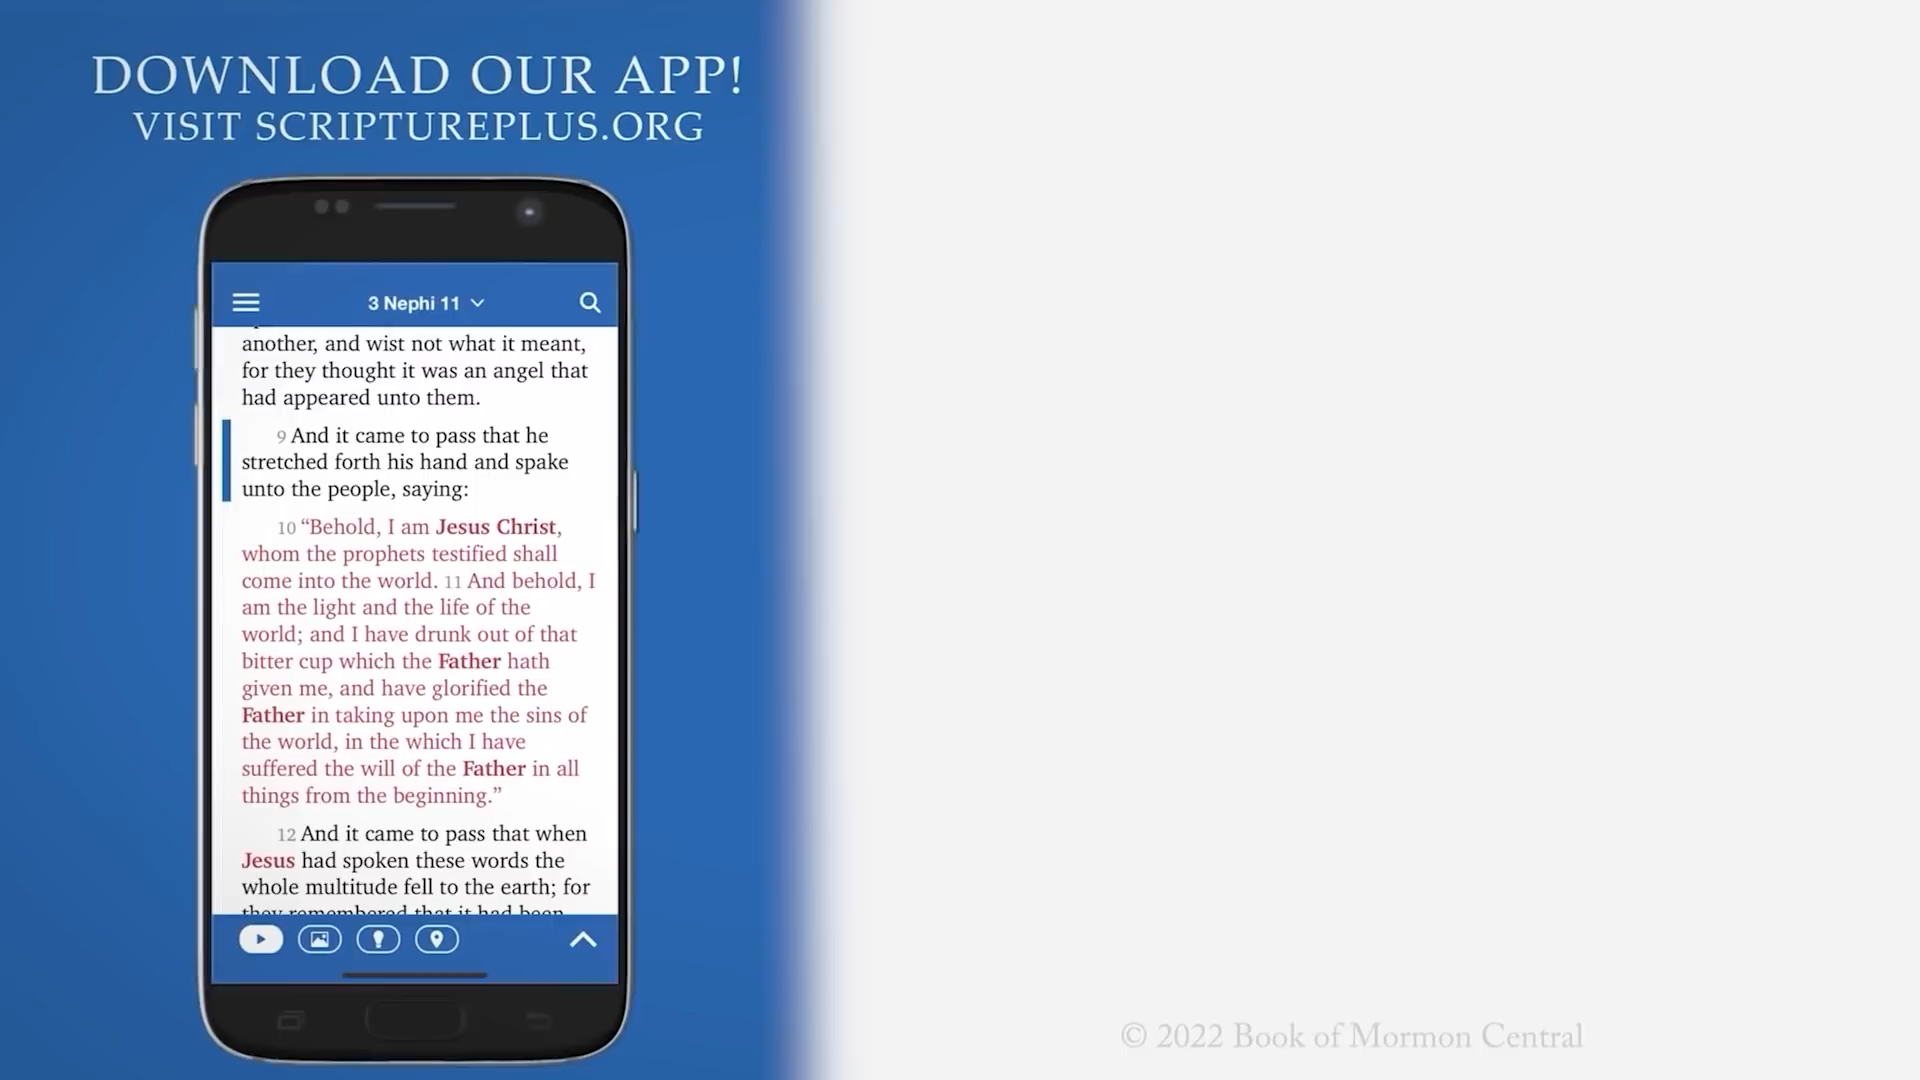 DOWNLOAD OUR APP!
VISIT SCRIPTUREPLUS.ORG
3 Nephi 11
another, and wist not what it meant,
for they thought it was an angel that
had appeared unto them.
9 And it came to pass that he
stretched forth his hand and spake
unto the people, saying:
10 “Behold, I am Jesus Christ,
whom the prophets testified shall
come into the world. 11 And behold, I
am the light and the life of the
world; and I have drunk out of that
bitter cup which the Father hath
given me, and have glorified the
Father in taking upon me the sins of
the world, in the which I have
suffered the will of the Father in all
things from the beginning.”
12 And it came to pass that when
Jesus had spoken these words the
whole multitude fell to the earth; for
they remembered that it had been
© 2022 Book of Mormon Central